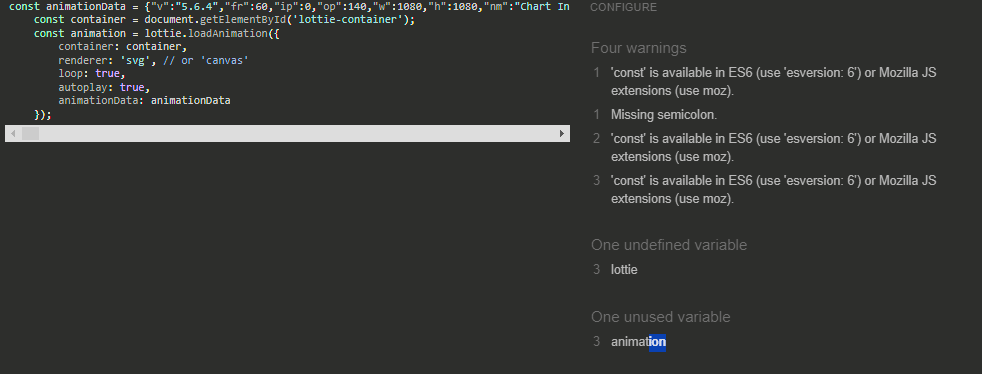 const animationData = {"v":"5.6.4","fr":60,"ip":0,"op":140,"w":1080,"h":1080,"nm":"Chart In
const container = document.getElementById('lottie-container');
const animation = lottie.loadAnimation({
container: container,
renderer: 'svg', // or 'canvas'
loop: true,
autoplay: true,
animationData: animationData
});
CONFIGURE
Four warnings
1 'const' is available in ES6 (use 'esversion: 6') or Mozilla JS
extensions (use moz).
1 Missing semicolon.
2 'const' is available in ES6 (use 'esversion: 6') or Mozilla JS
extensions (use moz).
3 'const' is available in ES6 (use 'esversion: 6') or Mozilla JS
extensions (use moz).
One undefined variable
3 lottie
One unused variable
3 animation